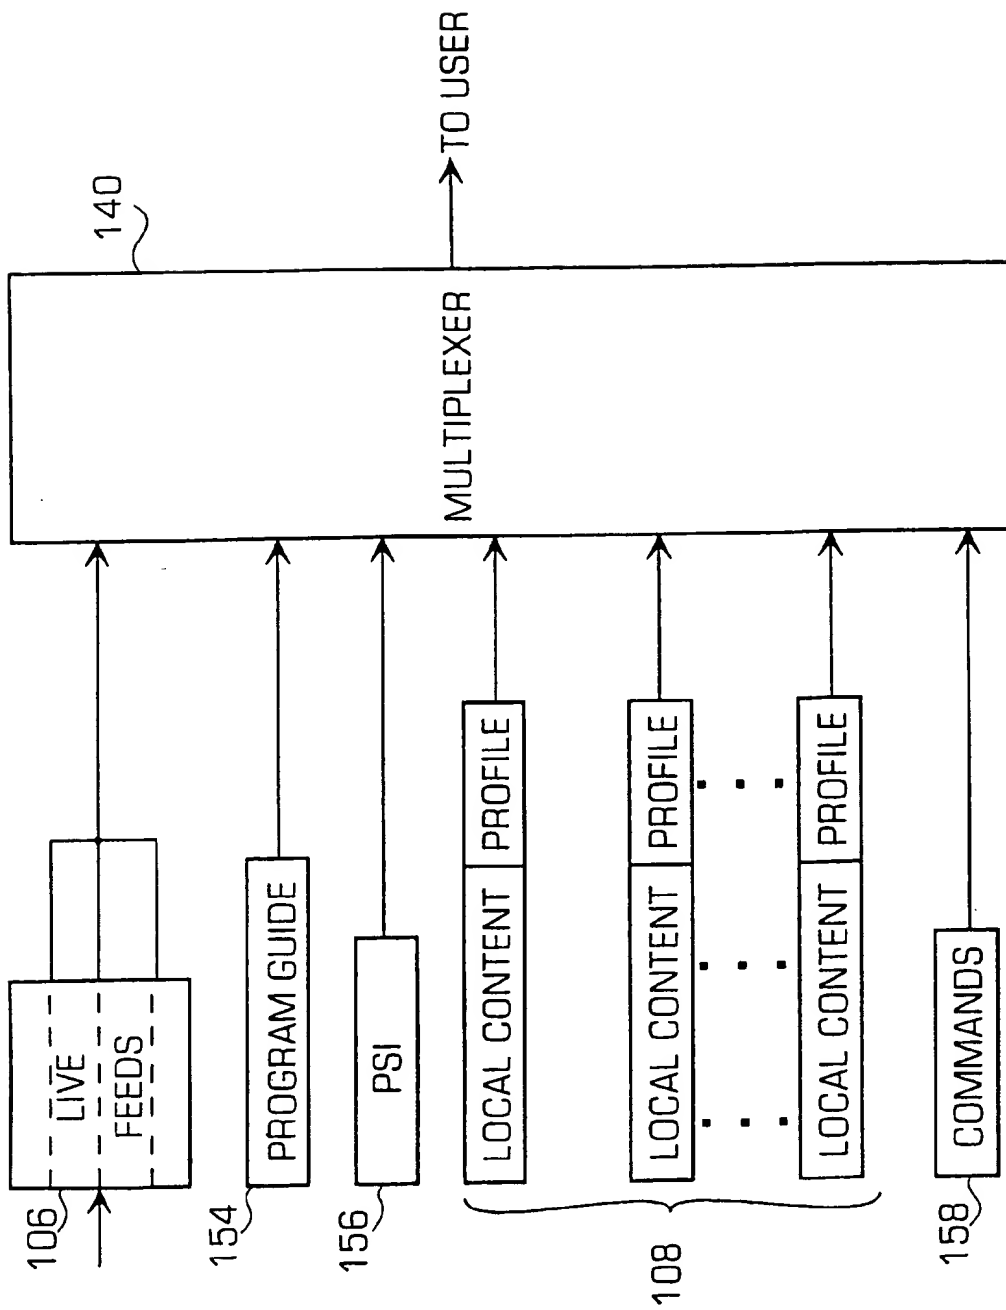 106
LIVE
FEEDS
154
PROGRAM GUIDE
156
PSI
108
LOCAL CONTENT PROFILE
LOCAL CONTENT PROFILE
LOCAL CONTENT PROFILE
158
COMMANDS
MULTIPLEXER
140
TO USER